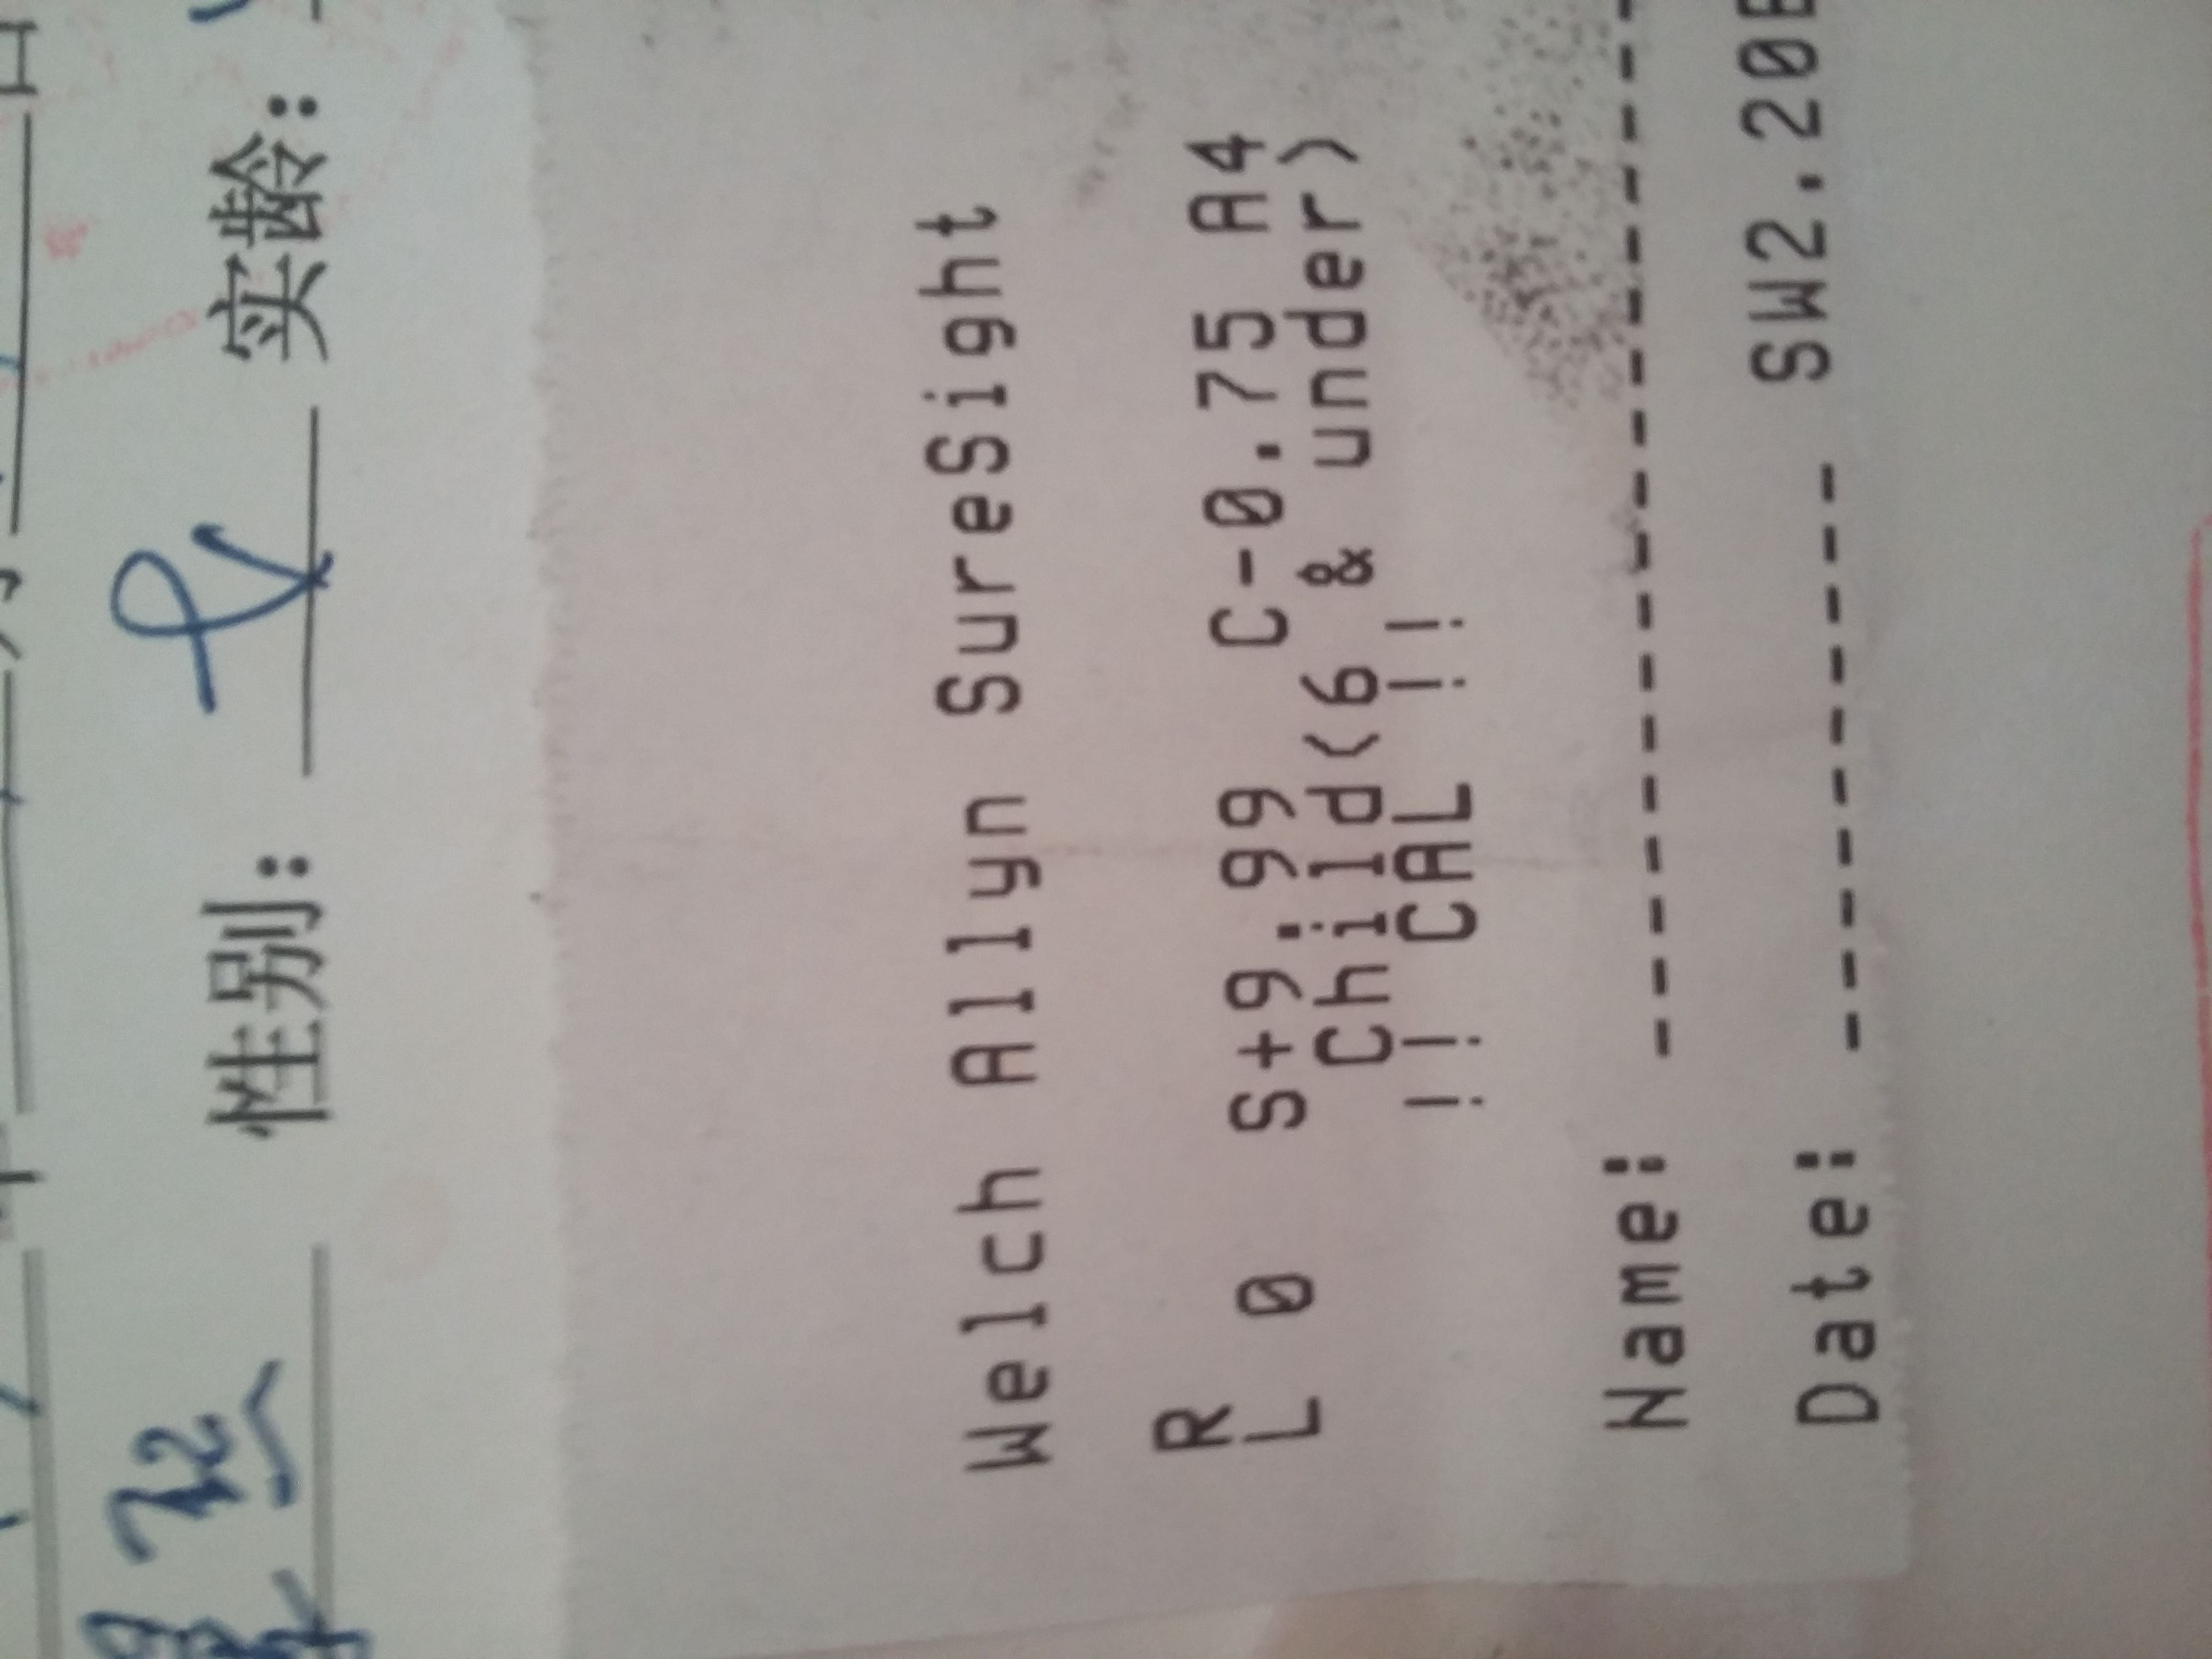 性别: 女 实龄:
Welch Allyn SureSight
R
L 0 S+9.99 C-0.75 A4
Child(6 & under)
!! CAL !!
Name: ------------------
Date: ---------- SW2.20